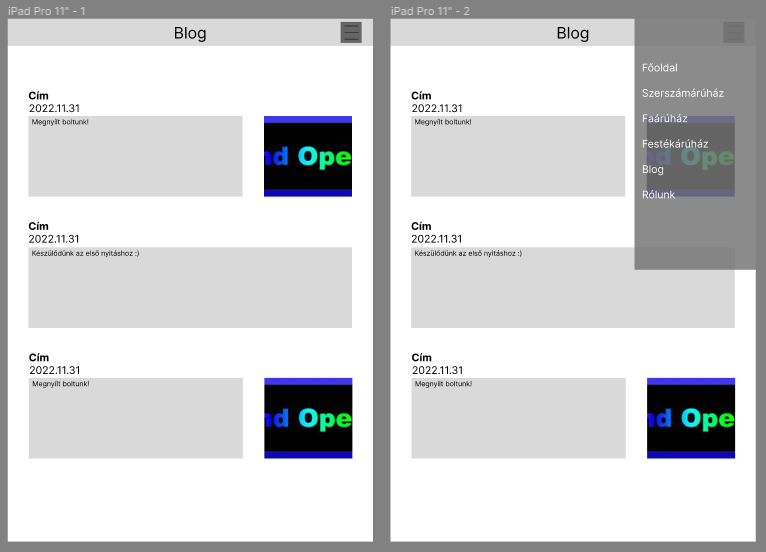 iPad Pro 11" - 1
Blog
Cím
2022.11.31
Megnyílt boltunk!
nd Ope
Cím
2022.11.31
Készülődünk az első nyitáshoz :)
Cím
2022.11.31
Megnyílt boltunk!
nd Ope
iPad Pro 11" - 2
Blog
Főoldal
Szerszámárúház
Faárúház
Festékárúház
Blog
Rólunk
Cím
2022.11.31
Megnyílt boltunk!
nd Ope
Cím
2022.11.31
Készülődünk az első nyitáshoz :)
Cím
2022.11.31
Megnyílt boltunk!
nd Ope